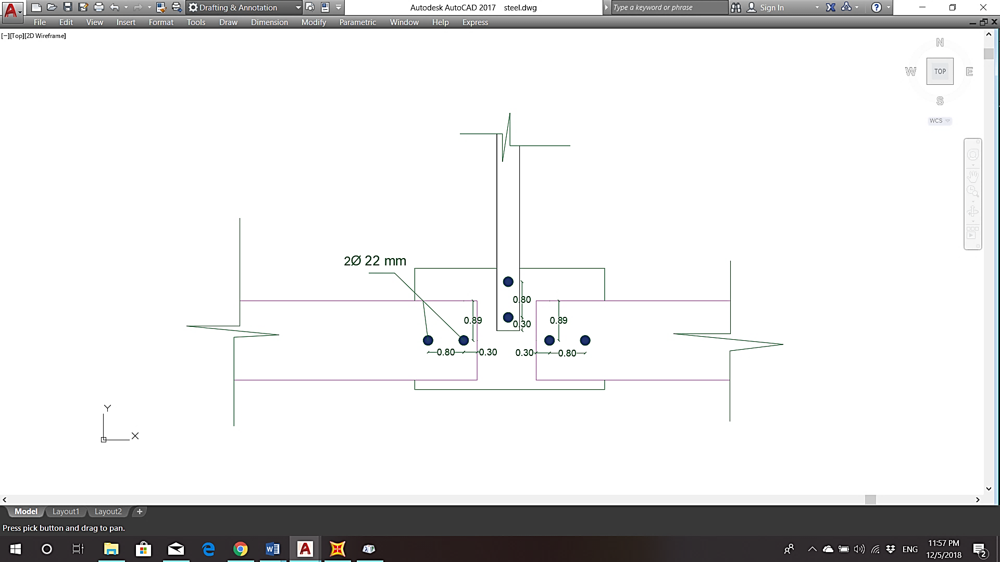 Drafting & Annotation
Autodesk AutoCAD 2017 steel.dwg
Type a keyword or phrase
Sign In
File Edit View Insert Format Tools Draw Dimension Modify Parametric Window Help Express
[−][Top][2D Wireframe]
N
W TOP E
S
WCS
2Ø 22 mm
0.80
0.89 0.30 0.89
0.80 0.30 0.30 0.80
Y
X
Model Layout1 Layout2 +
Press pick button and drag to pan.
ENG
11:57 PM
12/5/2018
2